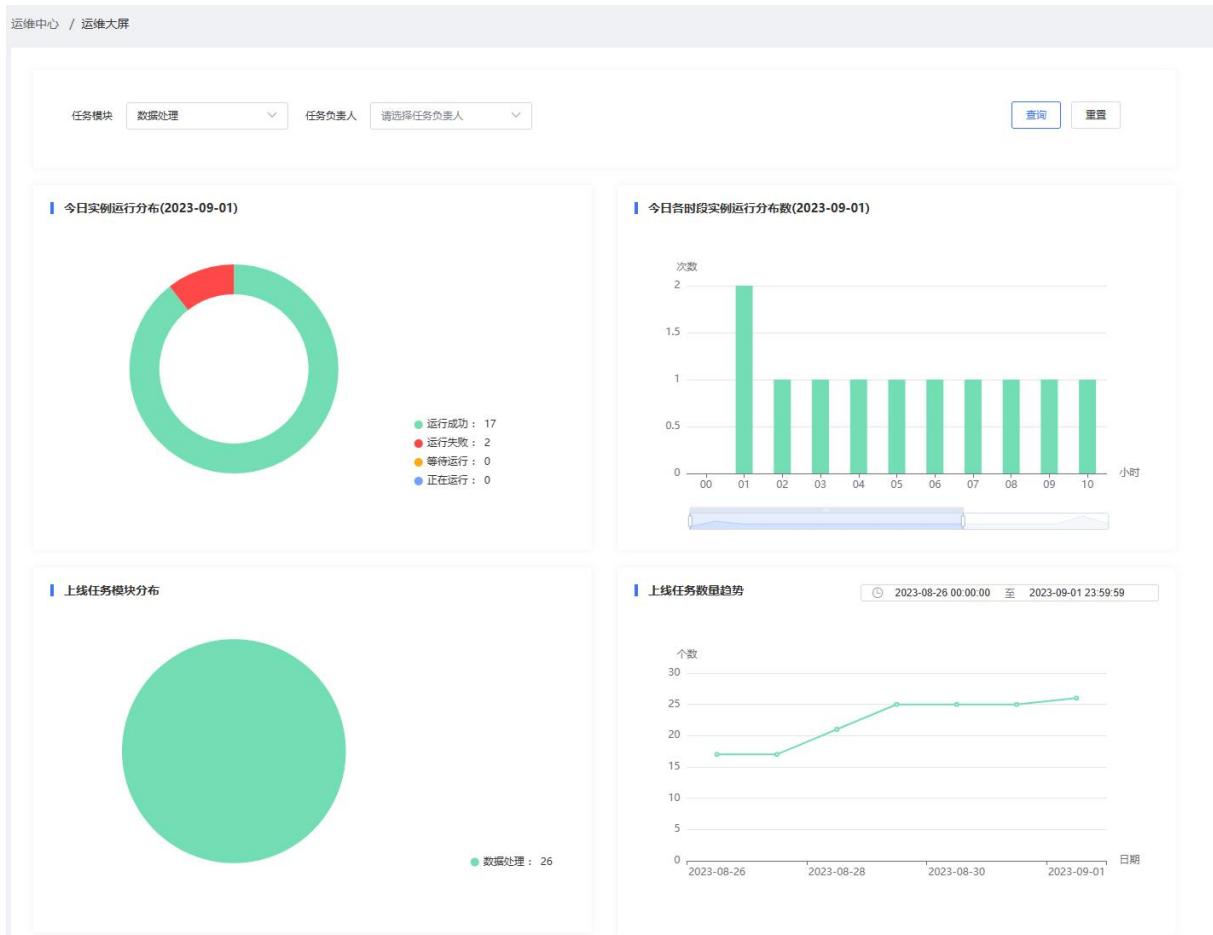 运维中心 / 运维大屏
任务模块 数据处理 任务负责人 请选择任务负责人 查询 重置
今日实例运行分布(2023-09-01)
运行成功： 17
运行失败： 2
等待运行： 0
正在运行： 0
今日各时段实例运行分布数(2023-09-01)
次数
2
1.5
1
0.5
0
00 01 02 03 04 05 06 07 08 09 10 小时
上线任务模块分布
数据处理： 26
上线任务数量趋势 2023-08-26 00:00:00 至 2023-09-01 23:59:59
个数
30
25
20
15
10
5
0
2023-08-26 2023-08-28 2023-08-30 2023-09-01 日期